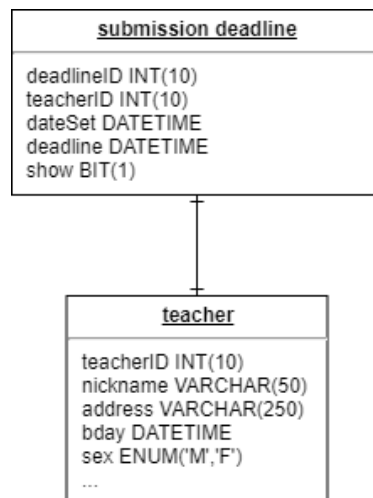 submission deadline
deadlineID INT(10)
teacherID INT(10)
dateSet DATETIME
deadline DATETIME
show BIT(1)
teacher
teacherID INT(10)
nickname VARCHAR(50)
address VARCHAR(250)
bday DATETIME
sex ENUM('M','F')
...